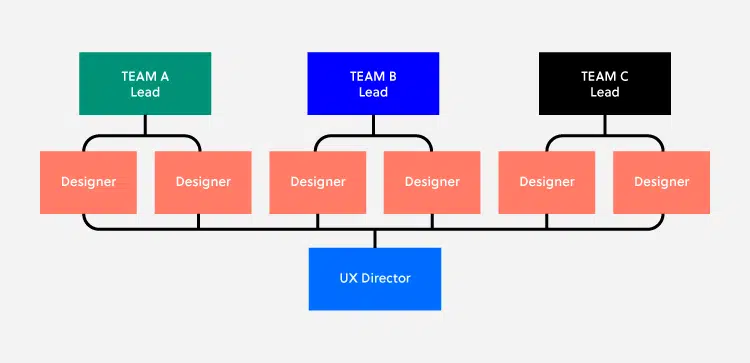 TEAM A
Lead
TEAM B
Lead
TEAM C
Lead
Designer
Designer
Designer
Designer
Designer
Designer
UX Director